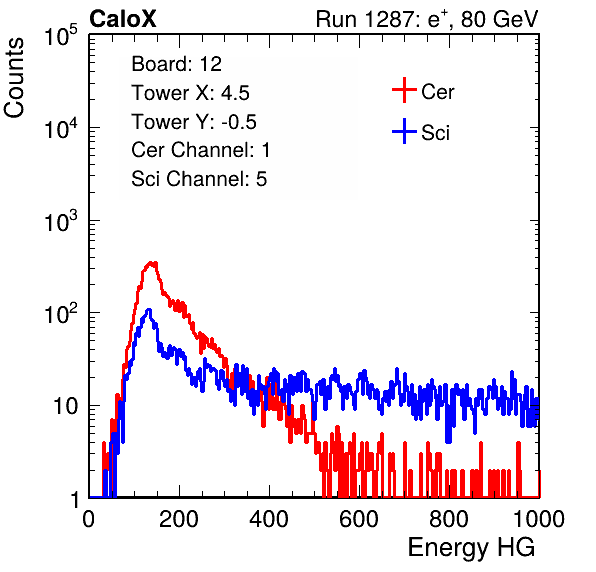 CaloX Run 1287: e⁺, 80 GeV
Counts
Board: 12
Tower X: 4.5
Tower Y: -0.5
Cer Channel: 1
Sci Channel: 5
Cer
Sci
10⁵
10⁴
10³
10²
10
1
0 200 400 600 800 1000
Energy HG